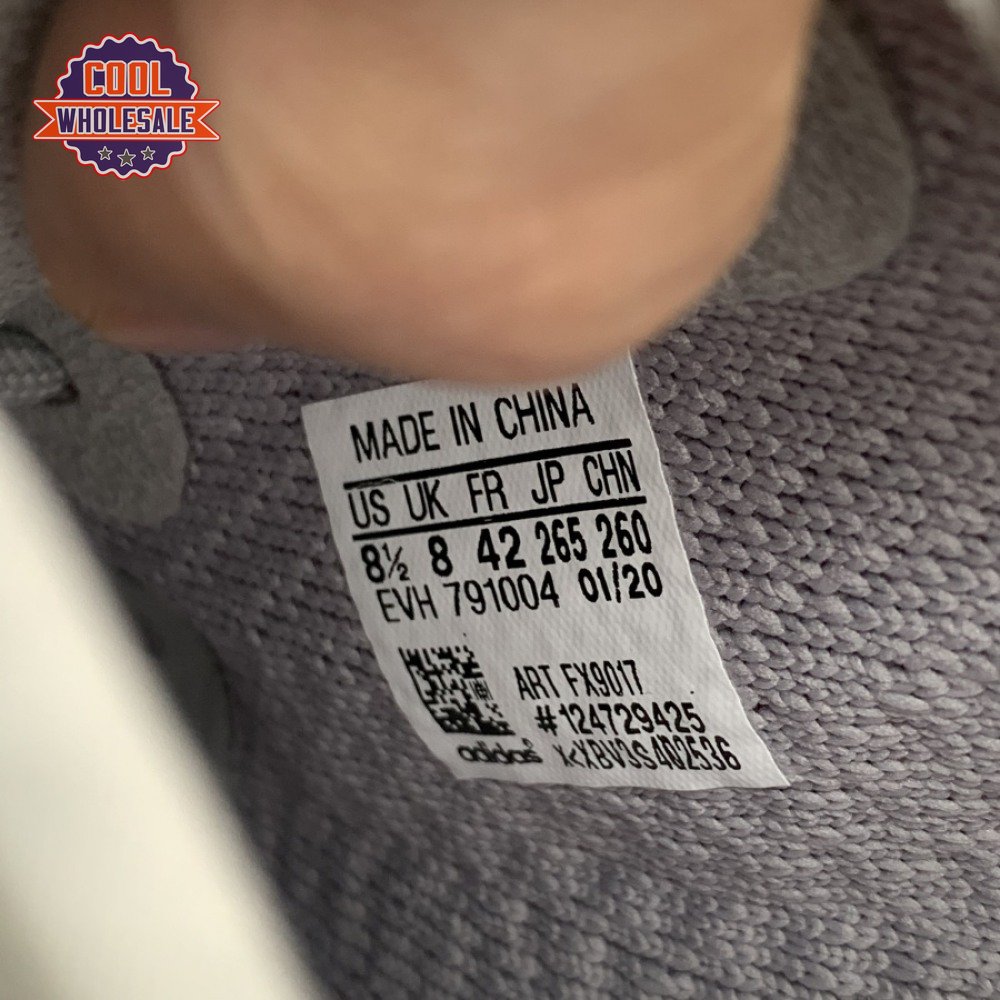 COOL
WHOLESALE
MADE IN CHINA
US UK FR JP CHN
8½ 8 42 265 260
EVH 791004 01/20
ART FX9017
#124729425
adidas X<XBV3S4Q2536